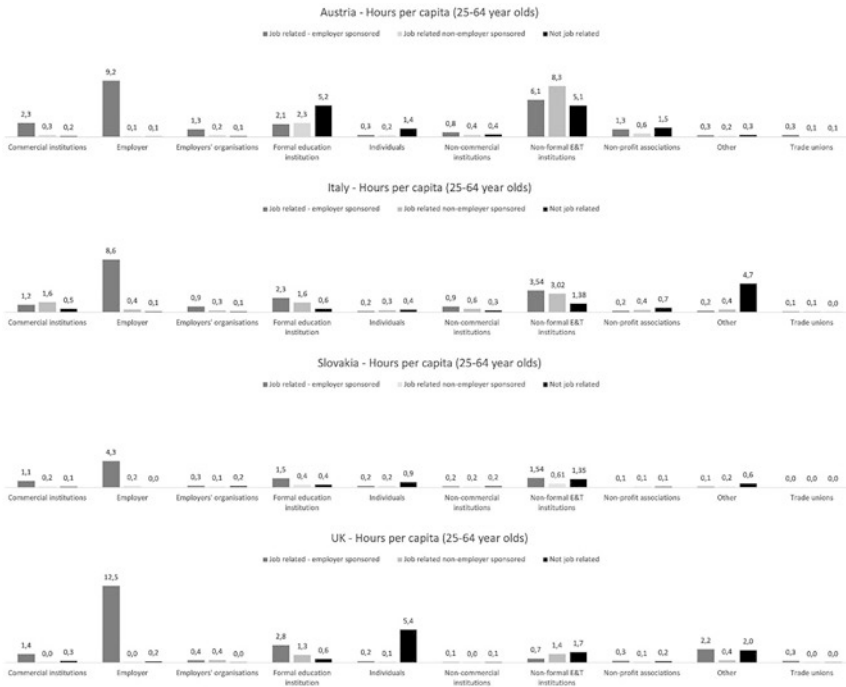 Austria - Hours per capita (25-64 year olds)
Job related - employer sponsored Job related non-employer sponsored Not job related
2,3 0,3 0,2 9,2 0,1 0,1 1,3 0,2 0,1 2,1 2,3 5,2 0,3 0,2 1,4 0,8 0,4 0,4 6,1 8,3 5,1 1,3 0,6 1,5 0,3 0,2 0,3 0,3 0,1 0,1
Commercial institutions Employer Employers' organisations Formal education Individuals Non-commercial Non-formal E&T Non-profit associations Other Trade unions
institution institutions institutions
Italy - Hours per capita (25-64 year olds)
Job related - employer sponsored Job related non-employer sponsored Not job related
1,2 1,6 0,5 8,6 0,4 0,1 0,9 0,3 0,1 2,3 1,6 0,6 0,2 0,3 0,4 0,9 0,6 0,3 3,54 3,02 1,38 0,2 0,4 0,7 0,2 0,4 4,7 0,1 0,1 0,0
Commercial institutions Employer Employers' organisations Formal education Individuals Non-commercial Non-formal E&T Non-profit associations Other Trade unions
institution institutions institutions
Slovakia - Hours per capita (25-64 year olds)
Job related - employer sponsored Job related non-employer sponsored Not job related
1,1 0,2 0,1 4,3 0,2 0,0 0,3 0,1 0,2 1,5 0,4 0,4 0,2 0,2 0,9 0,2 0,2 0,2 1,54 0,61 1,35 0,1 0,1 0,1 0,1 0,2 0,6 0,0 0,0 0,0
Commercial institutions Employer Employers' organisations Formal education Individuals Non-commercial Non-formal E&T Non-profit associations Other Trade unions
institution institutions institutions
UK - Hours per capita (25-64 year olds)
Job related - employer sponsored Job related non-employer sponsored Not job related
1,4 0,0 0,3 12,5 0,0 0,2 0,4 0,4 0,0 2,8 1,3 0,6 0,2 0,1 5,4 0,1 0,0 0,1 0,7 1,4 1,7 0,3 0,1 0,2 2,2 0,4 2,0 0,3 0,0 0,0
Commercial institutions Employer Employers' organisations Formal education Individuals Non-commercial Non-formal E&T Non-profit associations Other Trade unions
institution institutions institutions